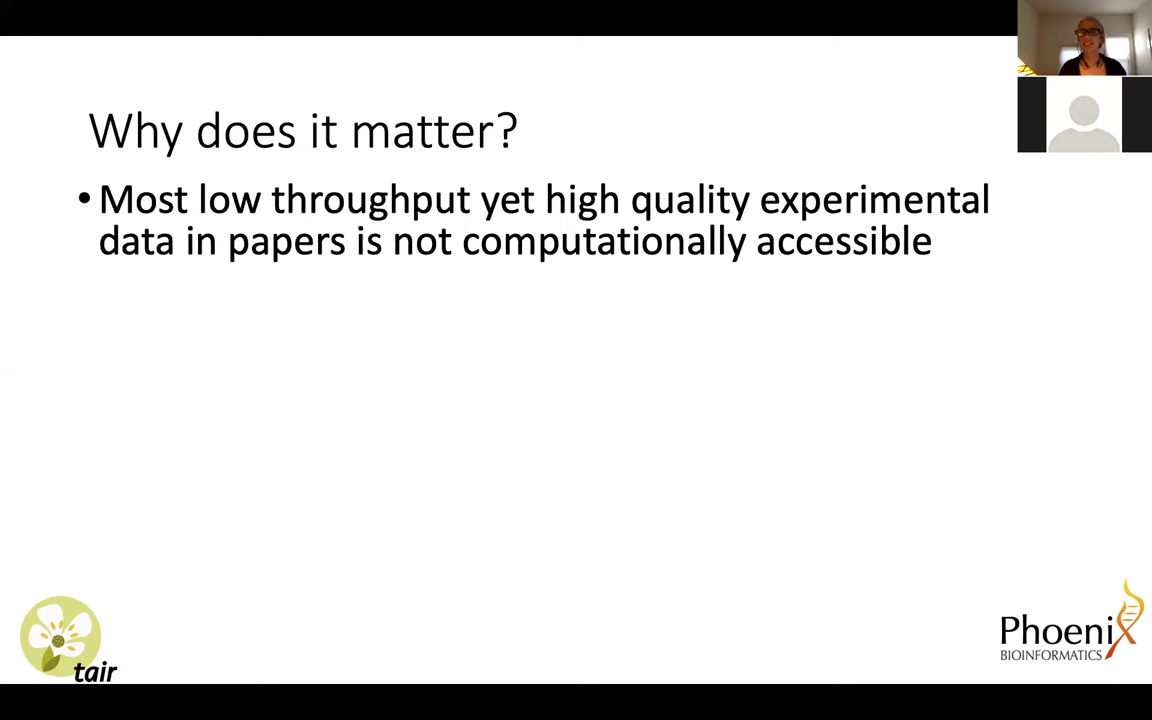 Why does it matter?
• Most low throughput yet high quality experimental
data in papers is not computationally accessible
tair
Phoenix
BIOINFORMATICS